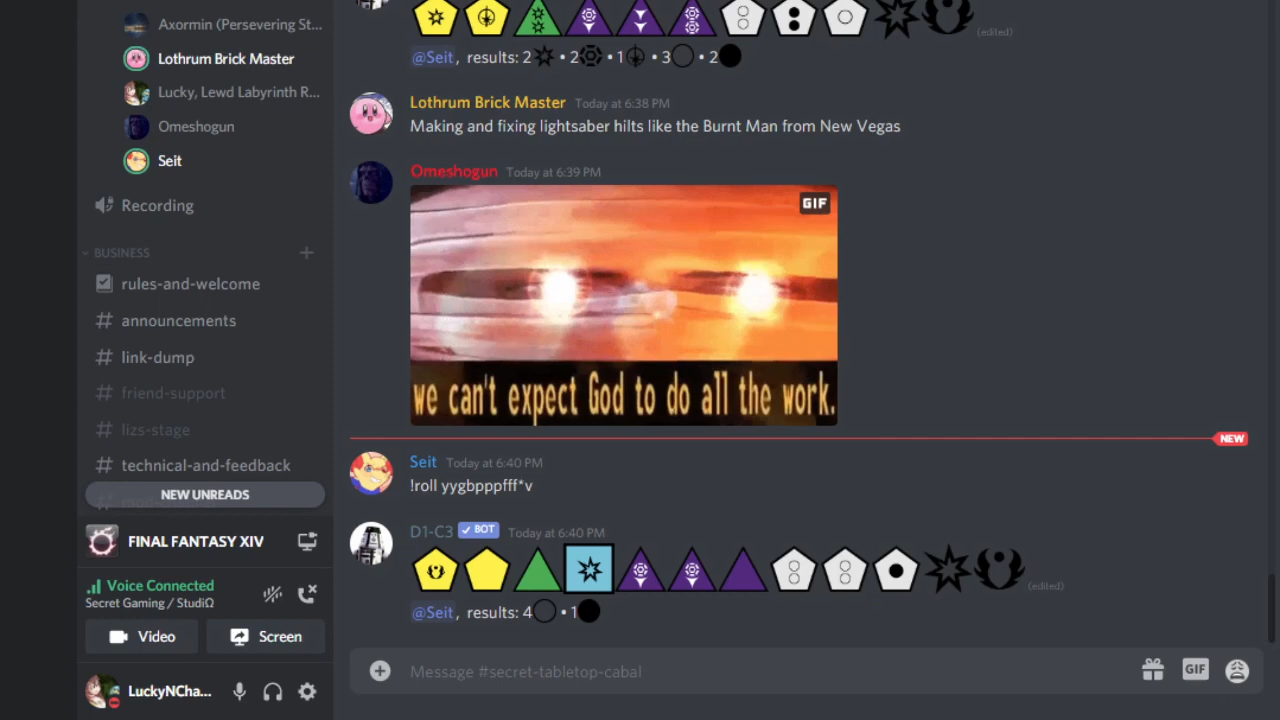 Axormin (Persevering St...
Lothrum Brick Master
Lucky, Lewd Labyrinth R...
Omeshogun
Seit
Recording
BUSINESS
rules-and-welcome
announcements
link-dump
friend-support
lizs-stage
technical-and-feedback
NEW UNREADS
FINAL FANTASY XIV
Voice Connected
Secret Gaming / StudiΩ
Video
Screen
LuckyNCha...
(edited)
@Seit, results: 2 • 2 • 1 • 3 • 2
Lothrum Brick Master Today at 6:38 PM
Making and fixing lightsaber hilts like the Burnt Man from New Vegas
Omeshogun Today at 6:39 PM
GIF
we can't expect God to do all the work.
NEW
Seit Today at 6:40 PM
!roll yygbpppfff*v
D1-C3 ✓ BOT Today at 6:40 PM
(edited)
@Seit, results: 4 • 1
Message #secret-tabletop-cabal
GIF